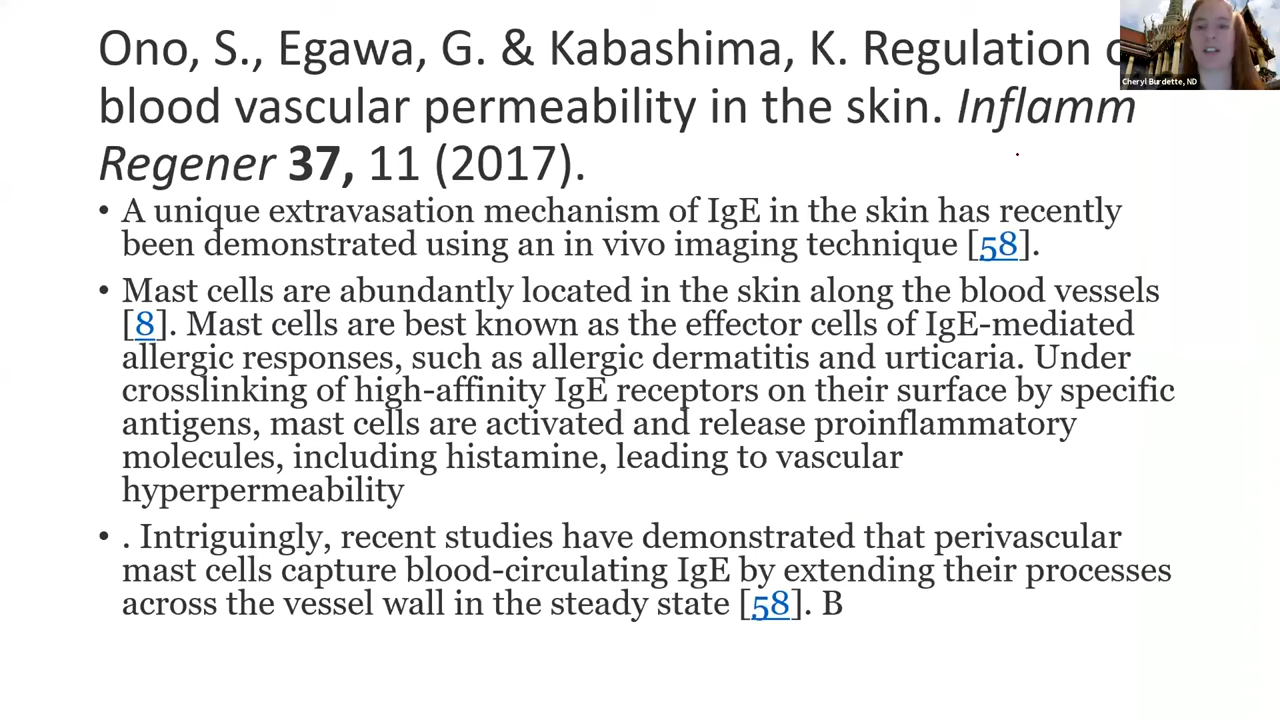 Ono, S., Egawa, G. & Kabashima, K. Regulation
blood vascular permeability in the skin. Inflamm
Regener 37, 11 (2017).
Cheryl Burdette, ND
• A unique extravasation mechanism of IgE in the skin has recently
been demonstrated using an in vivo imaging technique [58].
• Mast cells are abundantly located in the skin along the blood vessels
[8]. Mast cells are best known as the effector cells of IgE-mediated
allergic responses, such as allergic dermatitis and urticaria. Under
crosslinking of high-affinity IgE receptors on their surface by specific
antigens, mast cells are activated and release proinflammatory
molecules, including histamine, leading to vascular
hyperpermeability
• . Intriguingly, recent studies have demonstrated that perivascular
mast cells capture blood-circulating IgE by extending their processes
across the vessel wall in the steady state [58]. B